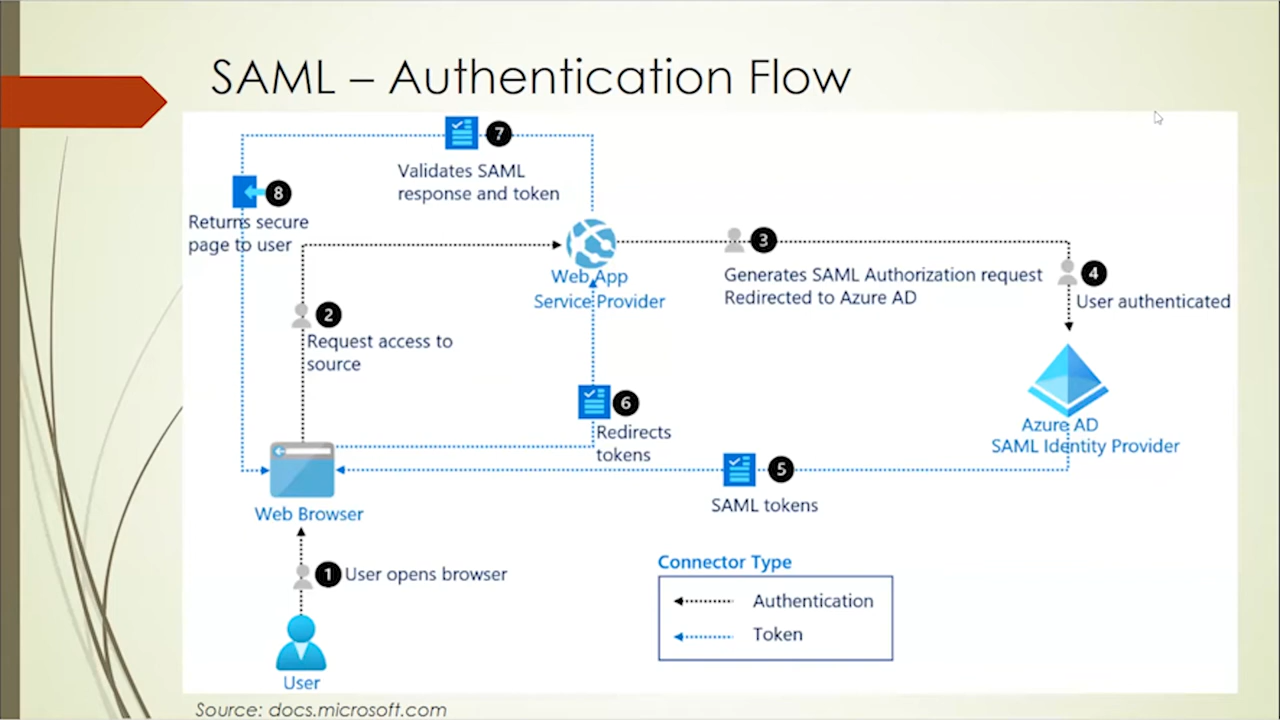 SAML – Authentication Flow
7
Validates SAML
response and token
8
Returns secure
page to user
Web App
Service Provider
3
Generates SAML Authorization request
Redirected to Azure AD
4
User authenticated
2
Request access to
source
6
Redirects
tokens
Azure AD
SAML Identity Provider
5
SAML tokens
Web Browser
1 User opens browser
User
Connector Type
Authentication
Token
Source: docs.microsoft.com